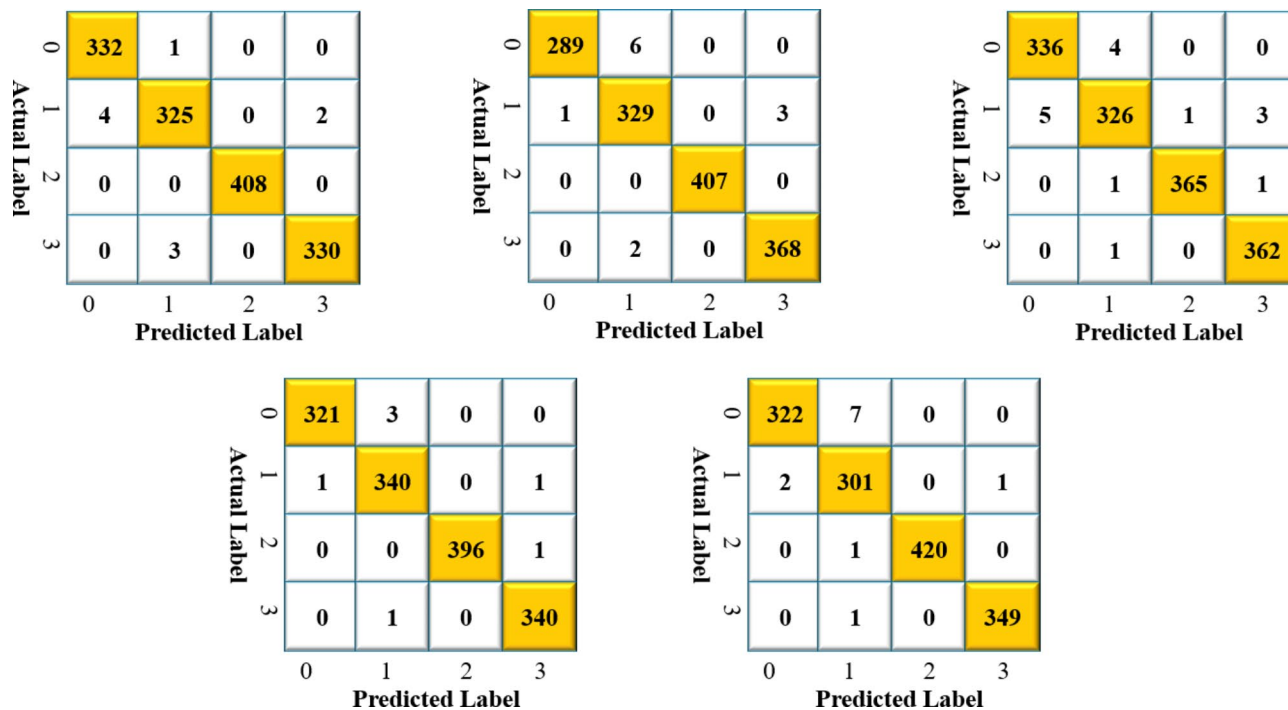 0 332 1 0 0
1 4 325 0 2
2 0 0 408 0
3 0 3 0 330
Actual Label
0 1 2 3
Predicted Label
0 289 6 0 0
1 1 329 0 3
2 0 0 407 0
3 0 2 0 368
Actual Label
0 1 2 3
Predicted Label
0 336 4 0 0
1 5 326 1 3
2 0 1 365 1
3 0 1 0 362
Actual Label
0 1 2 3
Predicted Label
0 321 3 0 0
1 1 340 0 1
2 0 0 396 1
3 0 1 0 340
Actual Label
0 1 2 3
Predicted Label
0 322 7 0 0
1 2 301 0 1
2 0 1 420 0
3 0 1 0 349
Actual Label
0 1 2 3
Predicted Label